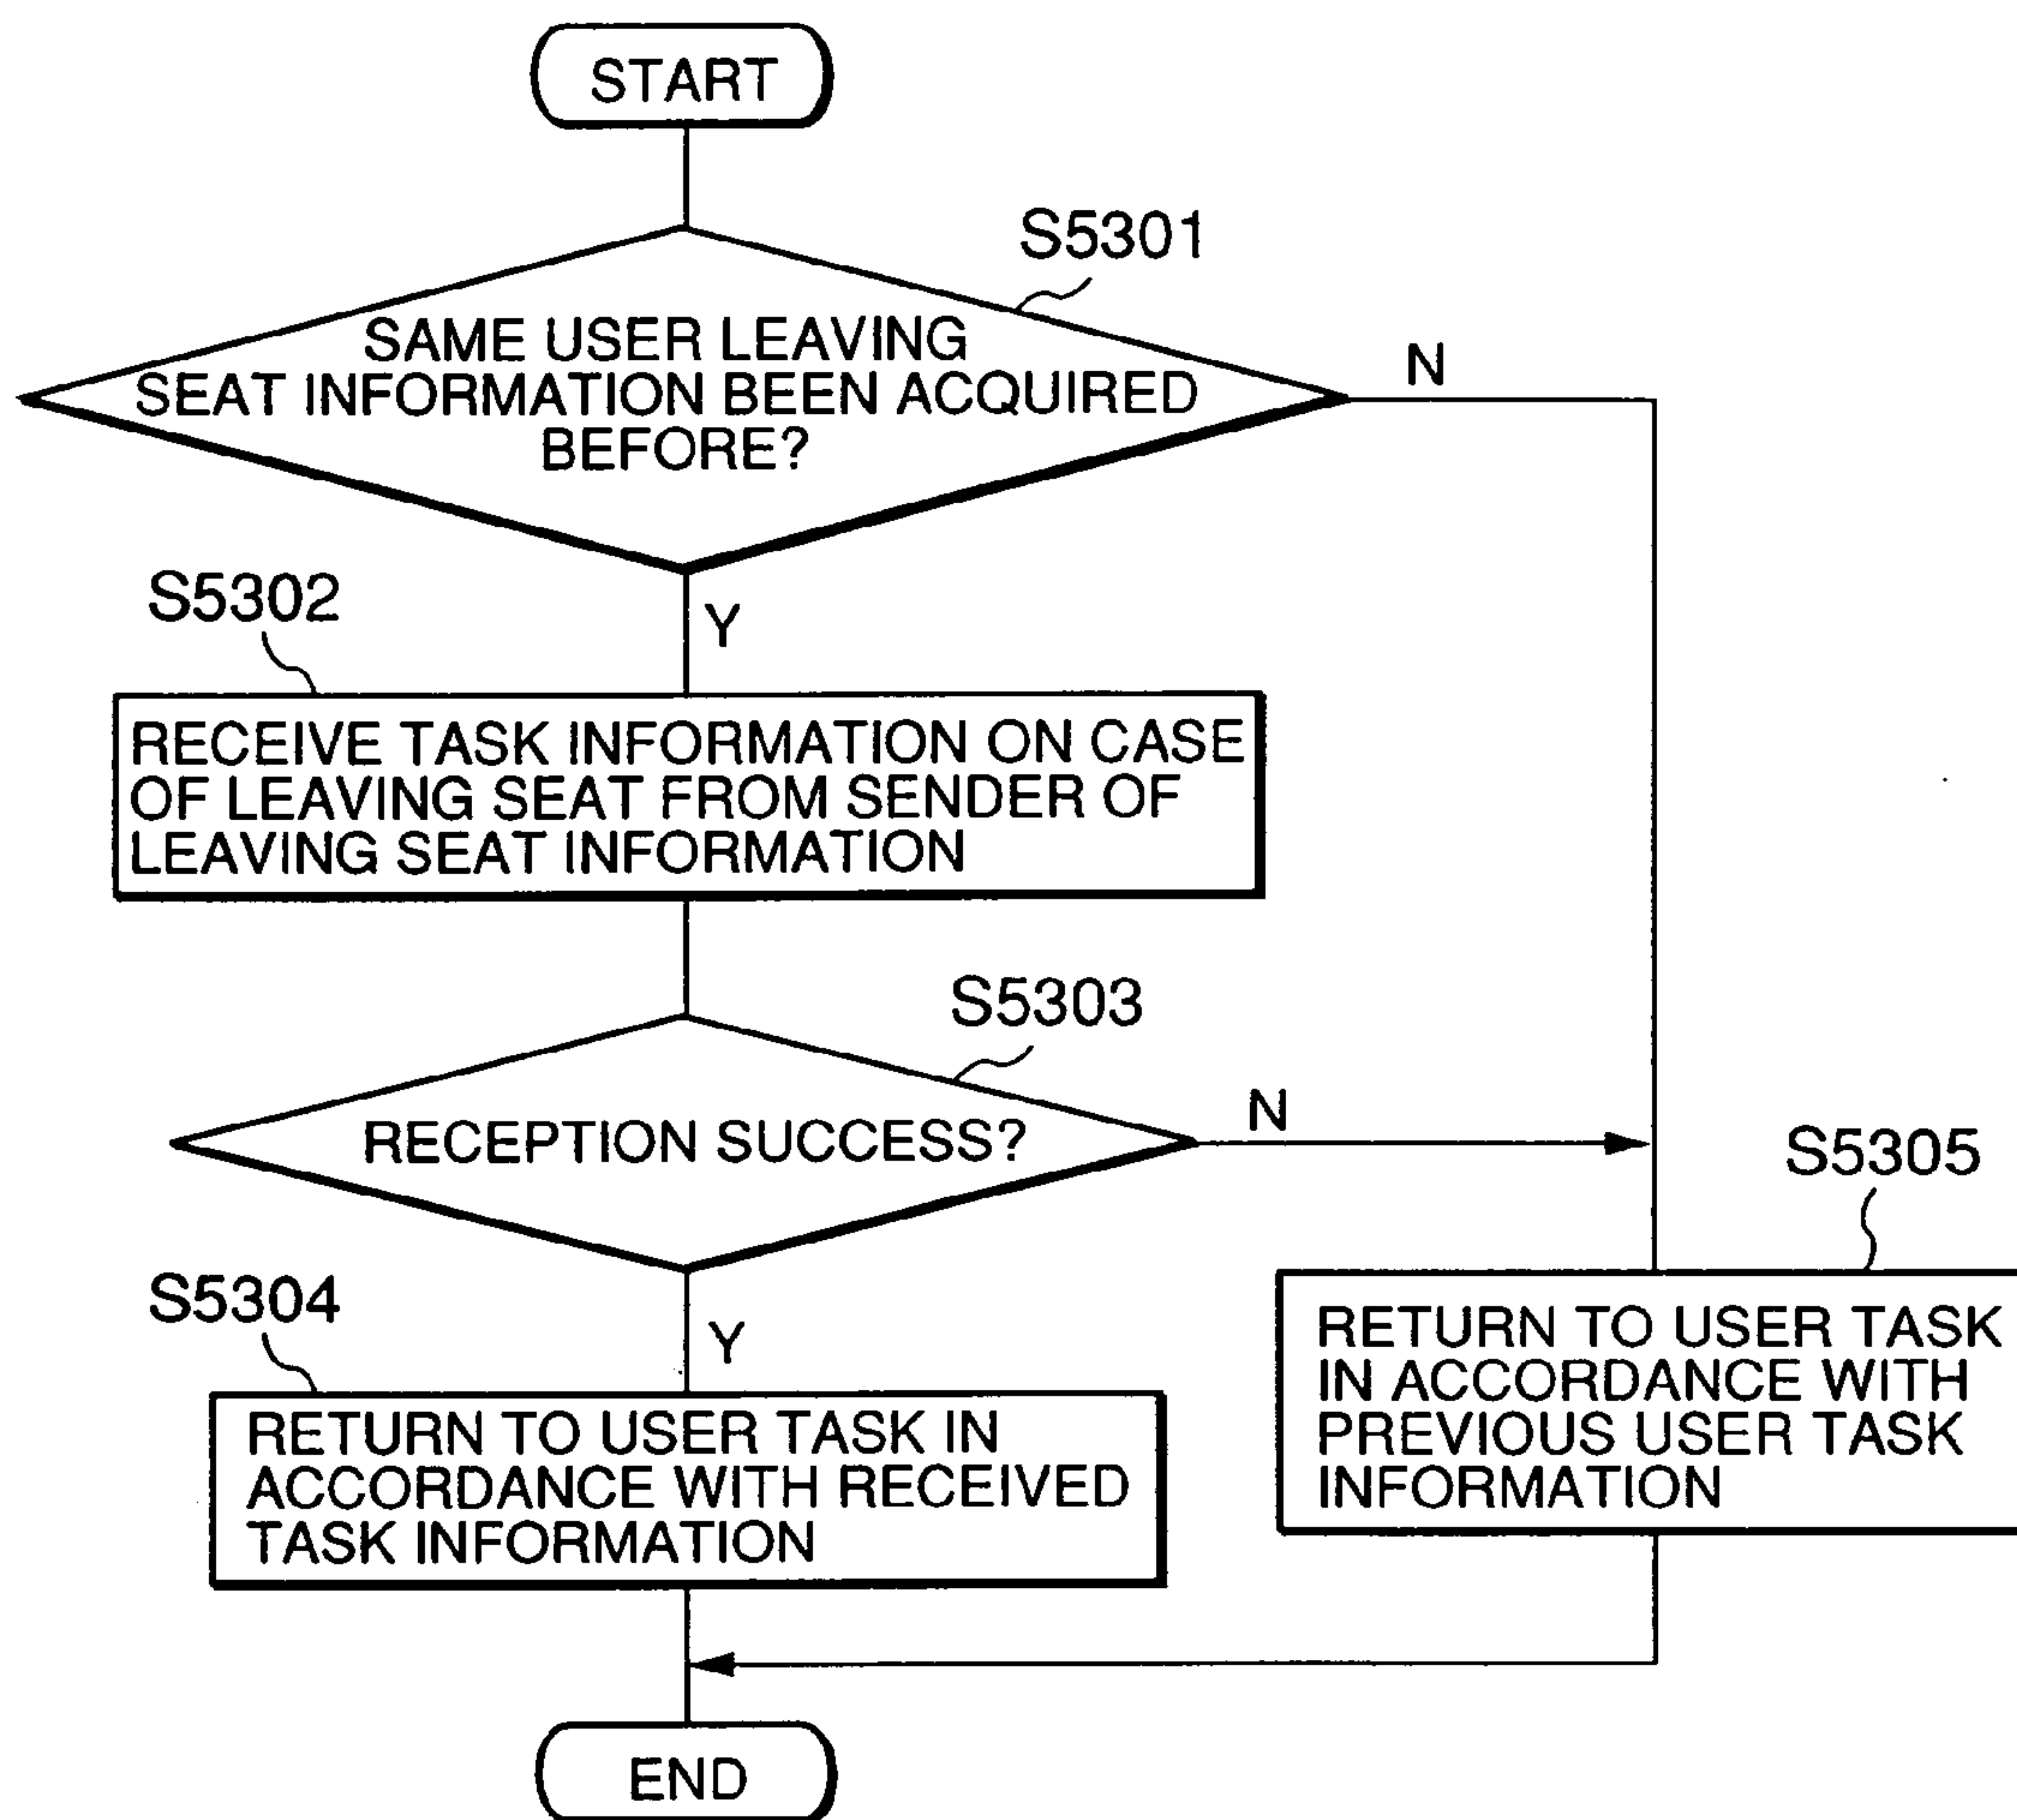 START
S5301
SAME USER LEAVING
SEAT INFORMATION BEEN ACQUIRED
BEFORE?
N
S5302
Y
RECEIVE TASK INFORMATION ON CASE
OF LEAVING SEAT FROM SENDER OF
LEAVING SEAT INFORMATION
S5303
RECEPTION SUCCESS?
N
S5305
S5304
Y
RETURN TO USER TASK
IN ACCORDANCE WITH
PREVIOUS USER TASK
INFORMATION
RETURN TO USER TASK IN
ACCORDANCE WITH RECEIVED
TASK INFORMATION
END